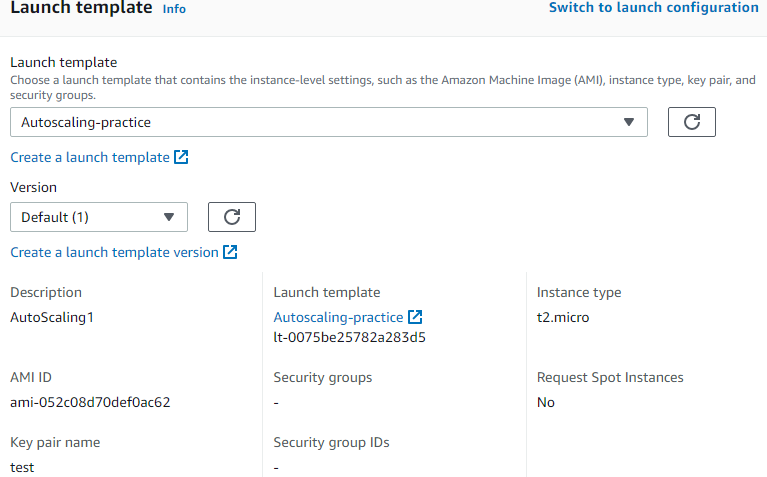 Launch template Info Switch to launch configuration
Launch template
Choose a launch template that contains the instance-level settings, such as the Amazon Machine Image (AMI), instance type, key pair, and
security groups.
Autoscaling-practice
Create a launch template
Version
Default (1)
Create a launch template version
Description Launch template Instance type
AutoScaling1 Autoscaling-practice t2.micro
lt-0075be25782a283d5
AMI ID Security groups Request Spot Instances
ami-052c08d70def0ac62 - No
Key pair name Security group IDs
test -